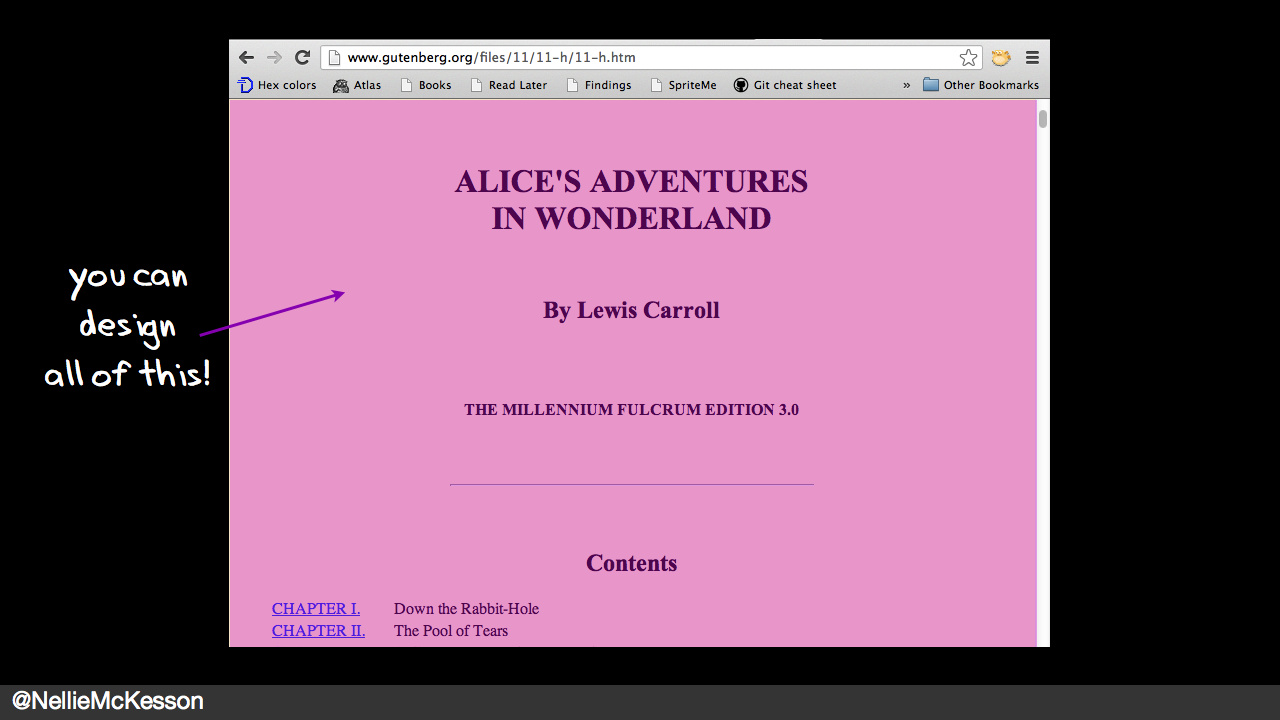 www.gutenberg.org/files/11/11-h/11-h.htm
Hex colors Atlas Books Read Later Findings SpriteMe Git cheat sheet » Other Bookmarks
ALICE'S ADVENTURES
IN WONDERLAND
By Lewis Carroll
THE MILLENNIUM FULCRUM EDITION 3.0
Contents
CHAPTER I. Down the Rabbit-Hole
CHAPTER II. The Pool of Tears
you can
design
all of this!
@NellieMcKesson